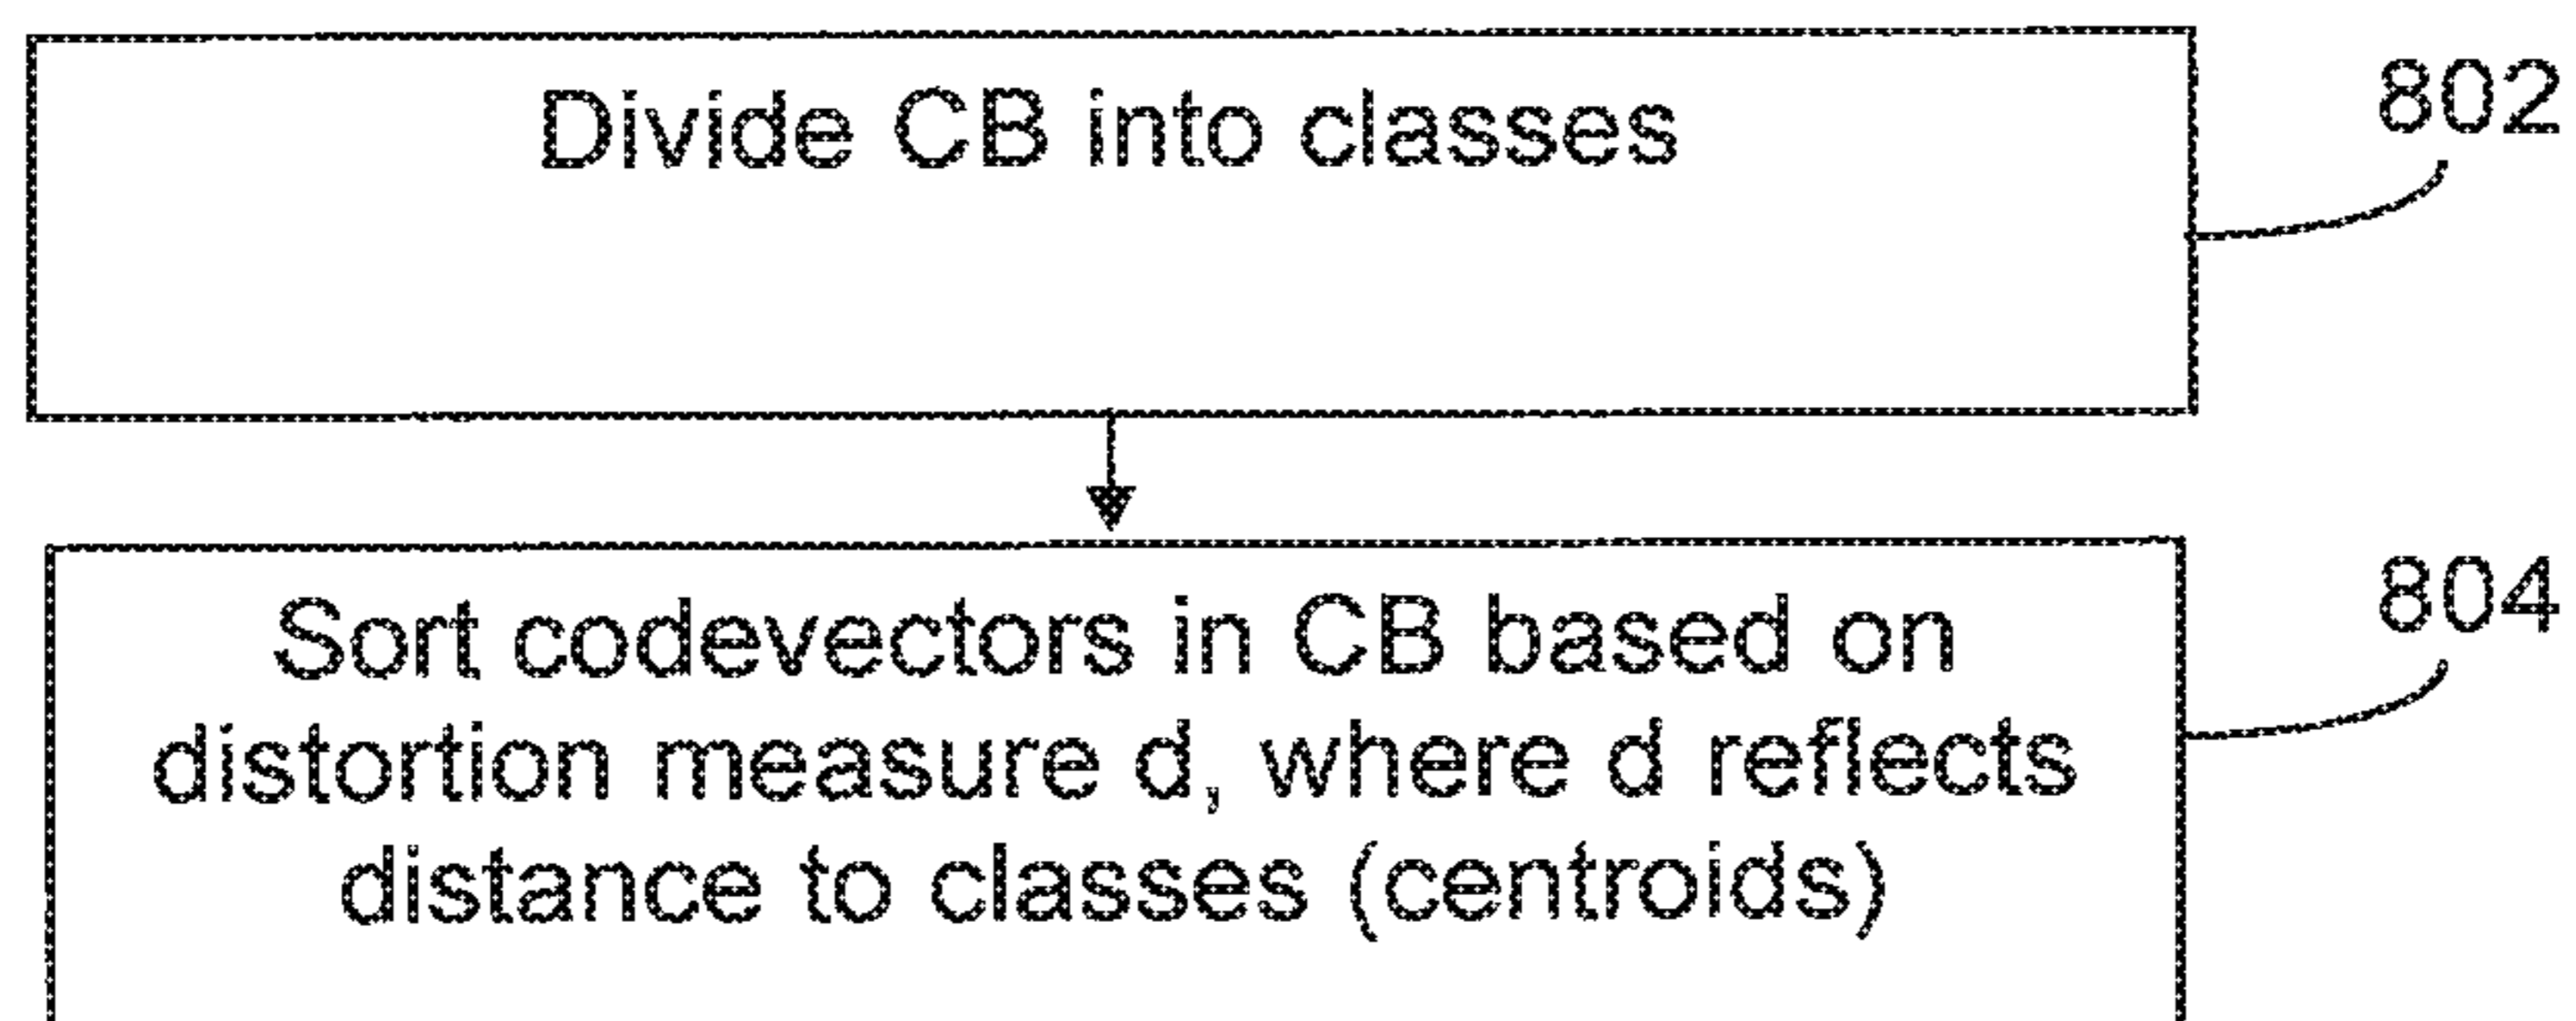 Divide CB into classes
802
Sort codevectors in CB based on
804
distortion measure d, where d reflects
distance to classes (centroids)